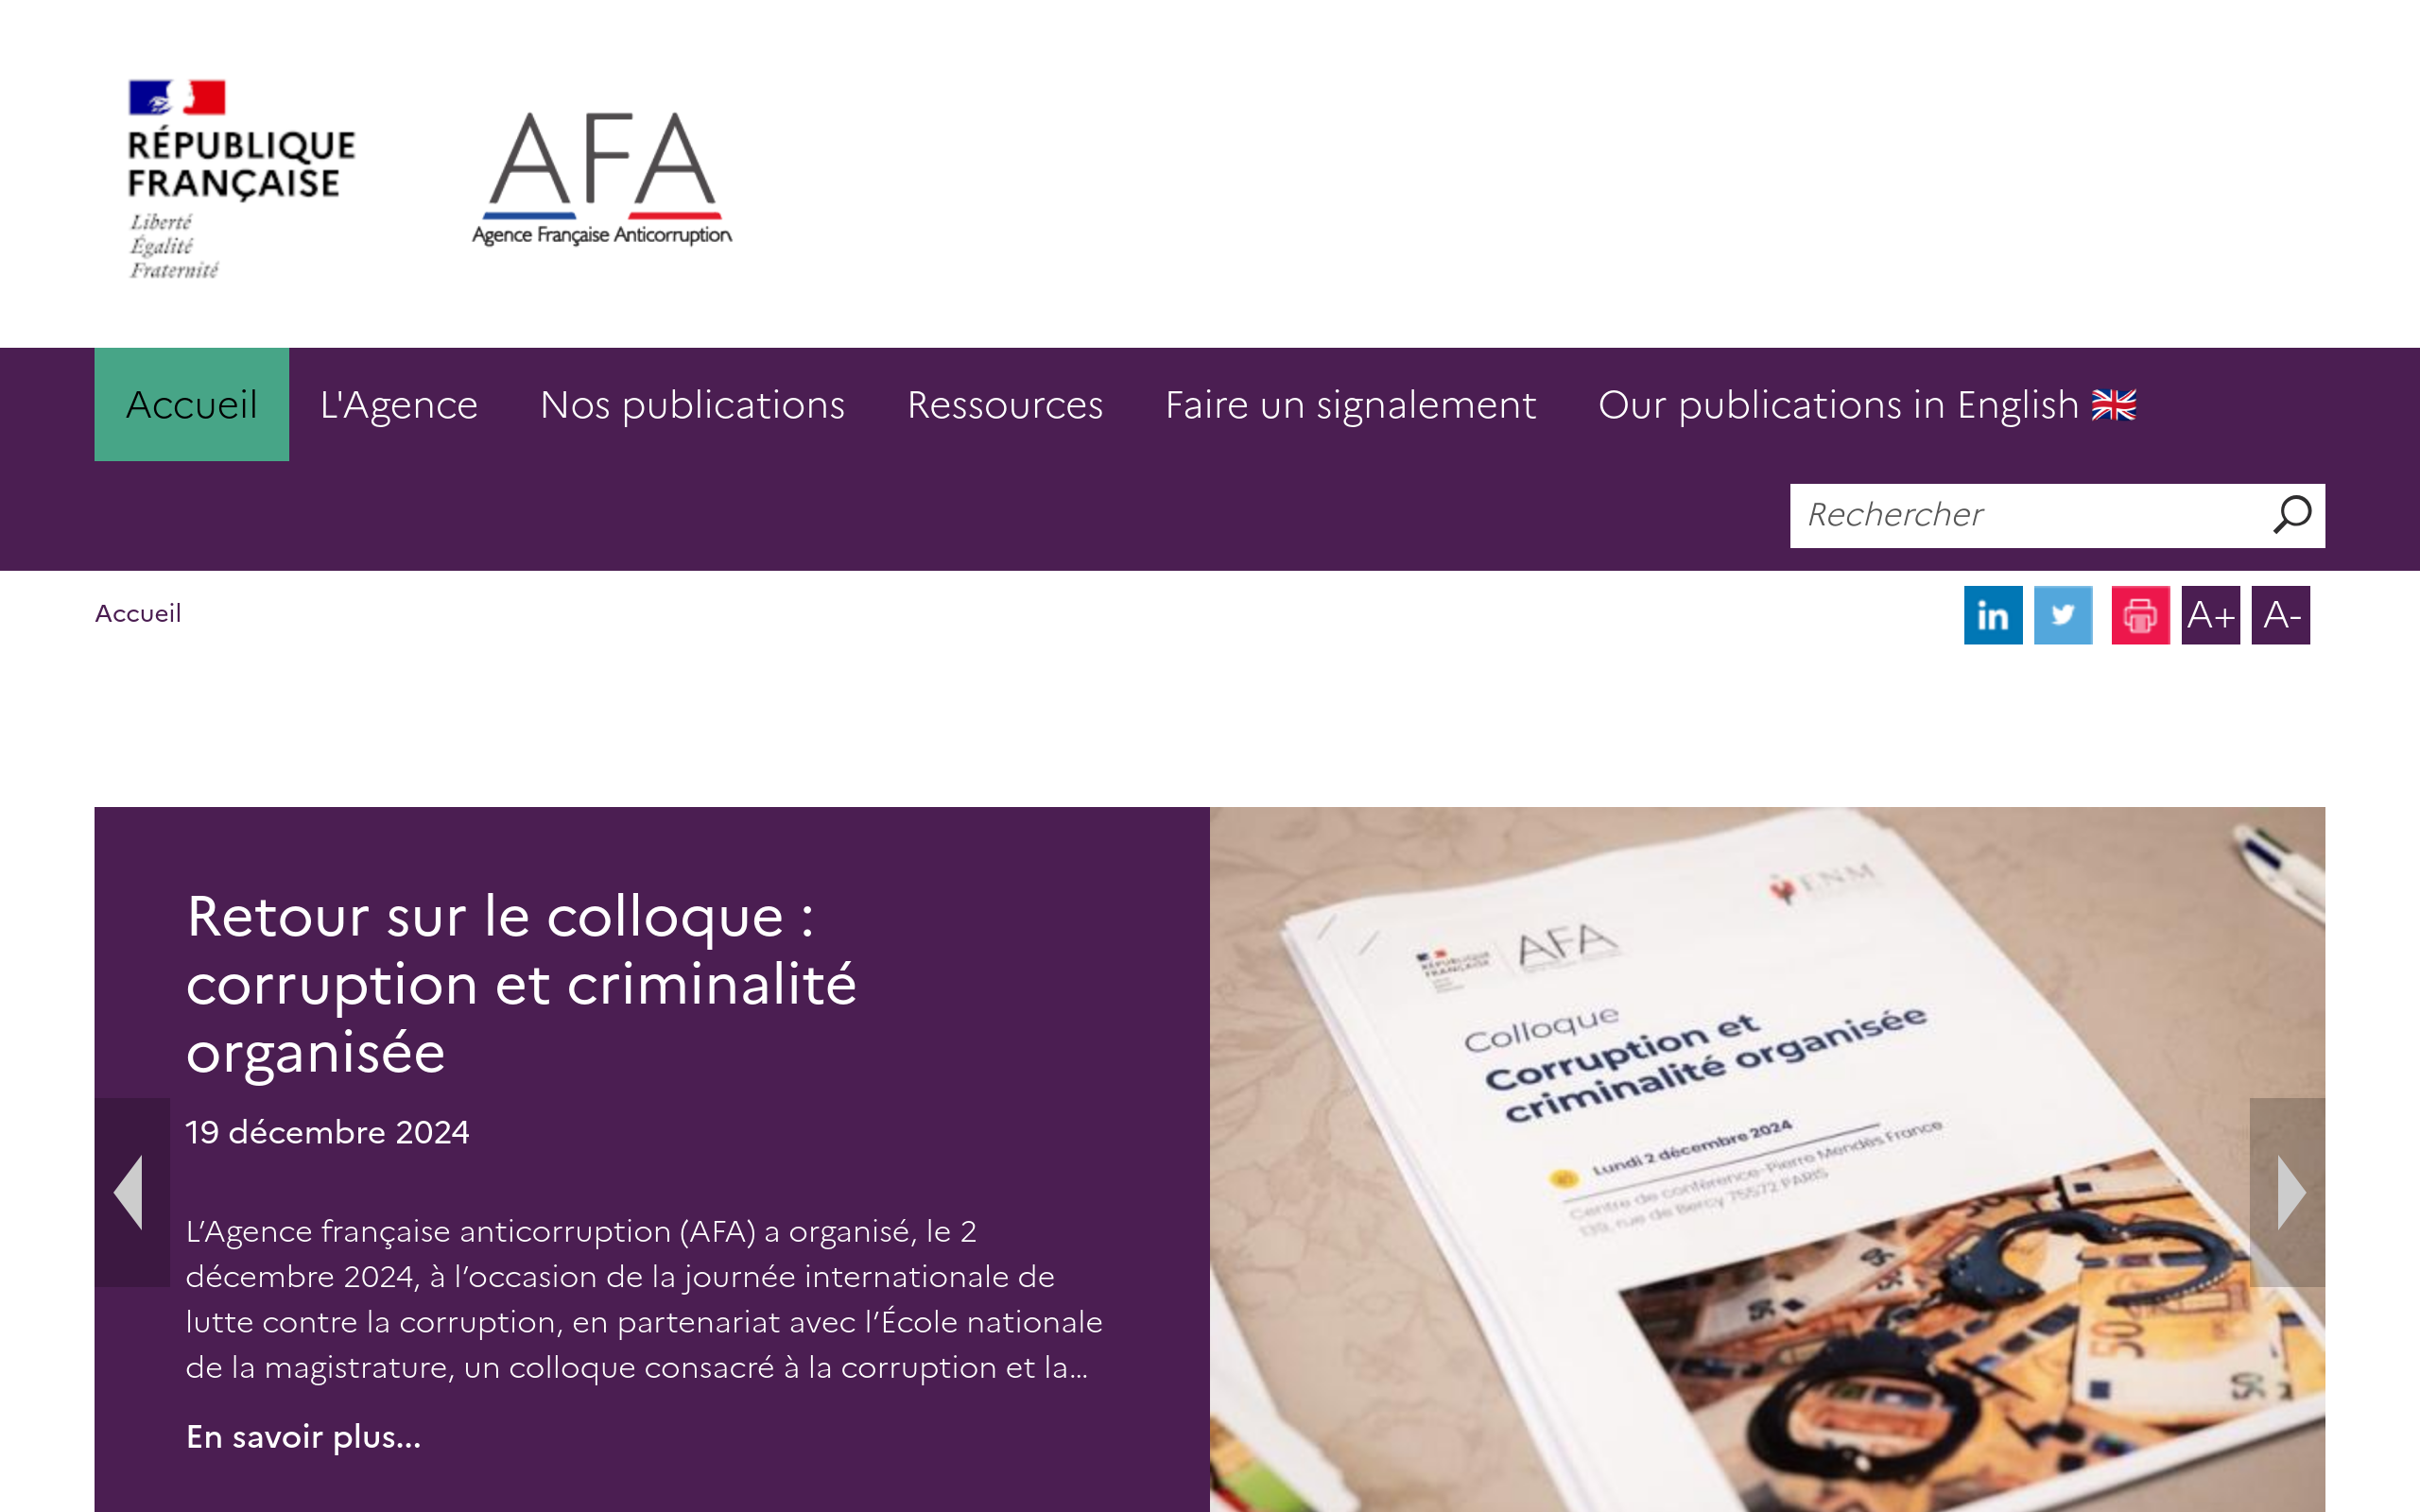 RÉPUBLIQUE
FRANÇAISE
Liberté
Égalité
Fraternité
AFA
Agence Française Anticorruption
Accueil L'Agence Nos publications Ressources Faire un signalement Our publications in English
Rechercher
Accueil
in A+ A-
Retour sur le colloque :
corruption et criminalité
organisée
19 décembre 2024
L’Agence française anticorruption (AFA) a organisé, le 2
décembre 2024, à l’occasion de la journée internationale de
lutte contre la corruption, en partenariat avec l’École nationale
de la magistrature, un colloque consacré à la corruption et la...
En savoir plus...
ENM
RÉPUBLIQUE
FRANÇAISE
AFA
Colloque
Corruption et
criminalité organisée
Lundi 2 décembre 2024
Centre de conférence-Pierre Mendès France
139, rue de Bercy 75572 PARIS
50